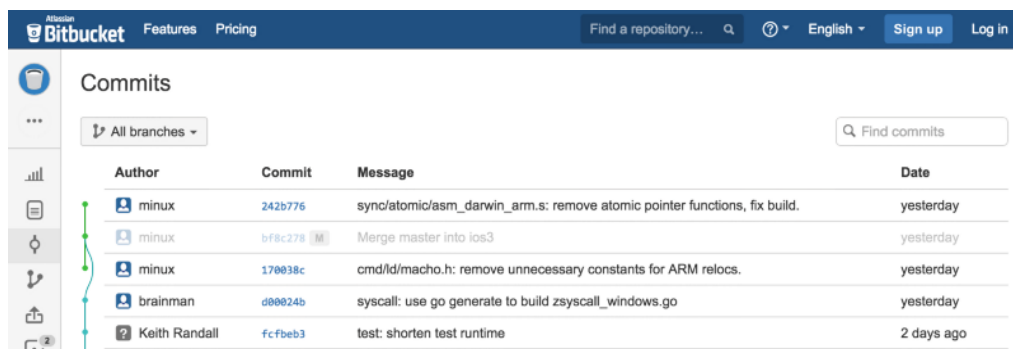 Atlassian
Bitbucket Features Pricing Find a repository... English Sign up Log in
Commits
All branches Find commits
Author Commit Message Date
minux 242b776 sync/atomic/asm_darwin_arm.s: remove atomic pointer functions, fix build. yesterday
minux bf8c278 M Merge master into ios3 yesterday
minux 170038c cmd/ld/macho.h: remove unnecessary constants for ARM relocs. yesterday
brainman d00024b syscall: use go generate to build zsyscall_windows.go yesterday
? Keith Randall fcfbeb3 test: shorten test runtime 2 days ago
2